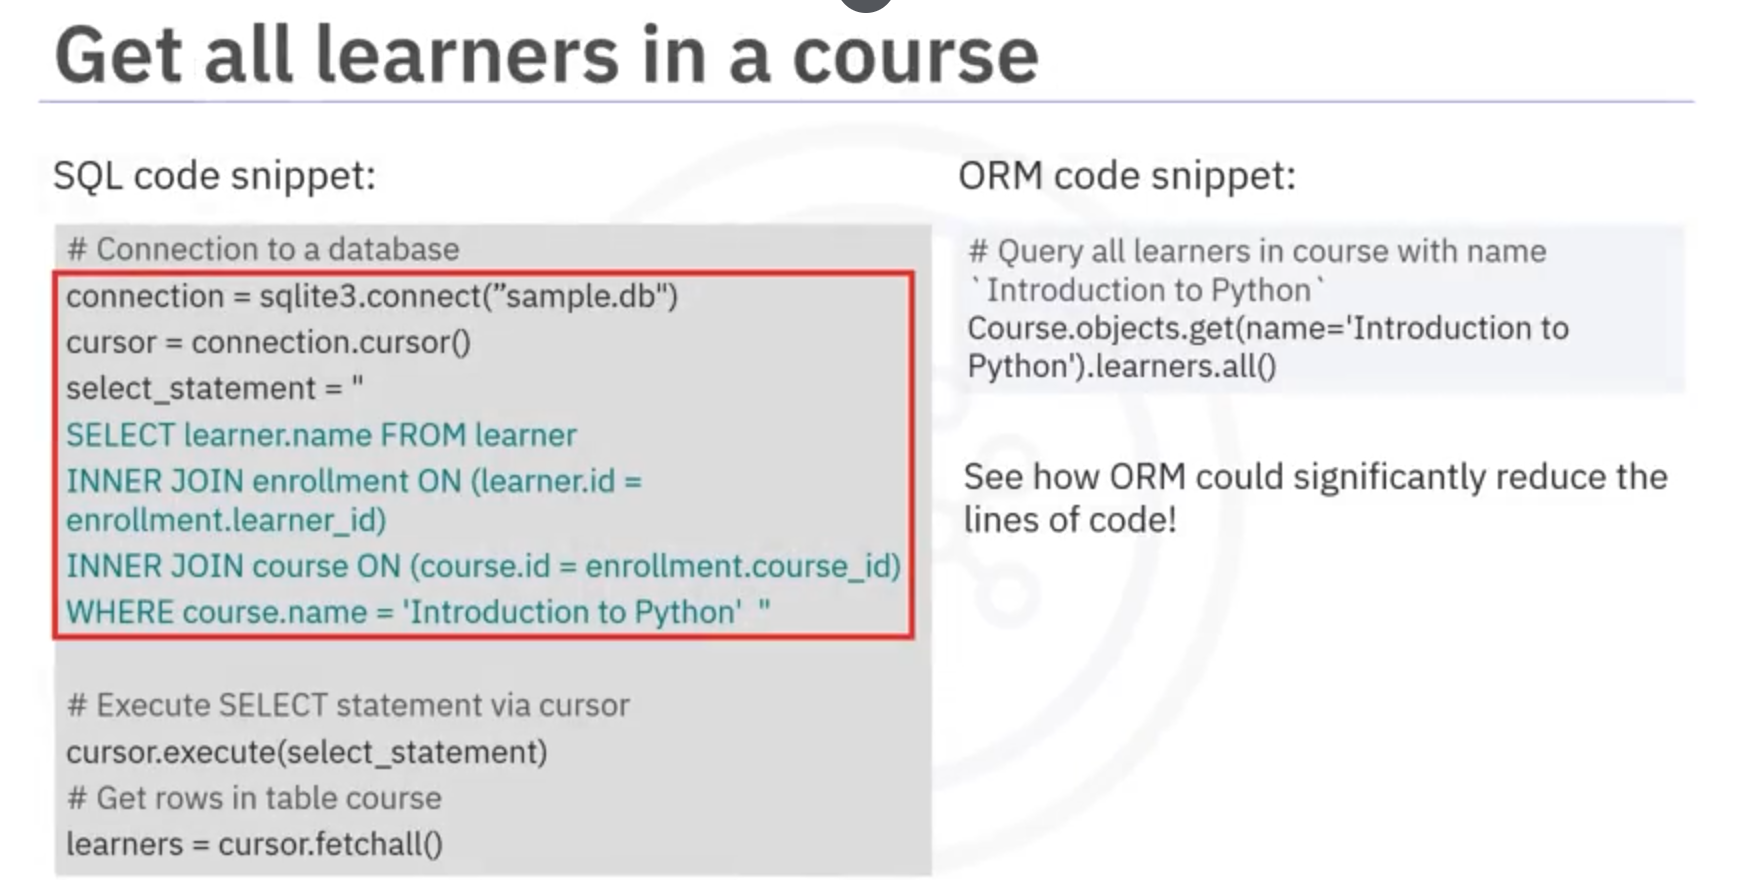 Get all learners in a course
SQL code snippet:
# Connection to a database
connection = sqlite3.connect(”sample.db")
cursor = connection.cursor()
select_statement = "
SELECT learner.name FROM learner
INNER JOIN enrollment ON (learner.id =
enrollment.learner_id)
INNER JOIN course ON (course.id = enrollment.course_id)
WHERE course.name = 'Introduction to Python' "
# Execute SELECT statement via cursor
cursor.execute(select_statement)
# Get rows in table course
learners = cursor.fetchall()
ORM code snippet:
# Query all learners in course with name
`Introduction to Python`
Course.objects.get(name='Introduction to
Python').learners.all()
See how ORM could significantly reduce the
lines of code!